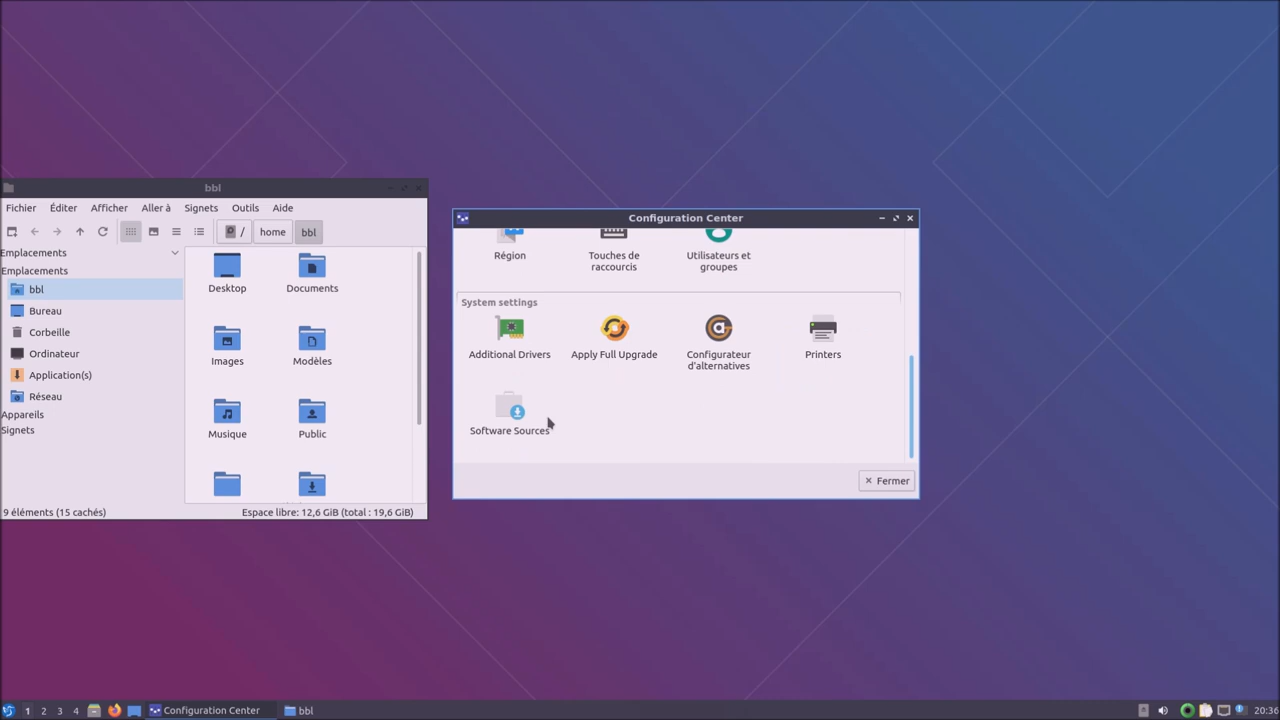 bbl
Fichier Éditer Afficher Aller à Signets Outils Aide
/ home bbl
Emplacements
Emplacements
bbl
Bureau
Corbeille
Ordinateur
Application(s)
Réseau
Appareils
Signets
Desktop Documents
Images Modèles
Musique Public
9 éléments (15 cachés) Espace libre: 12,6 GiB (total : 19,6 GiB)
Configuration Center
Région Touches de raccourcis Utilisateurs et groupes
System settings
Additional Drivers Apply Full Upgrade Configurateur d'alternatives Printers
Software Sources
Fermer
1 2 3 4 Configuration Center bbl 20:36